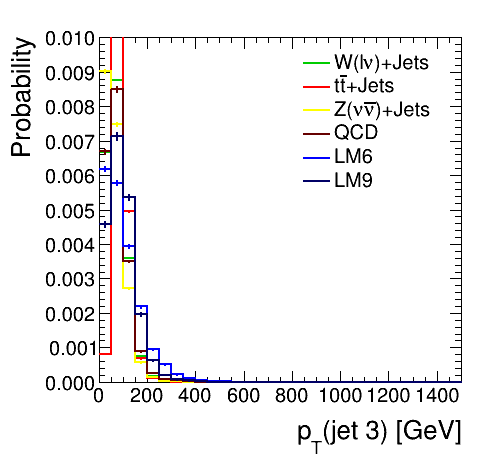 Probability
0.010
0.009
0.008
0.007
0.006
0.005
0.004
0.003
0.002
0.001
0.000
W(lν)+Jets
tt̄+Jets
Z(νν̄)+Jets
QCD
LM6
LM9
0 200 400 600 800 1000 1200 1400
p_T(jet 3) [GeV]